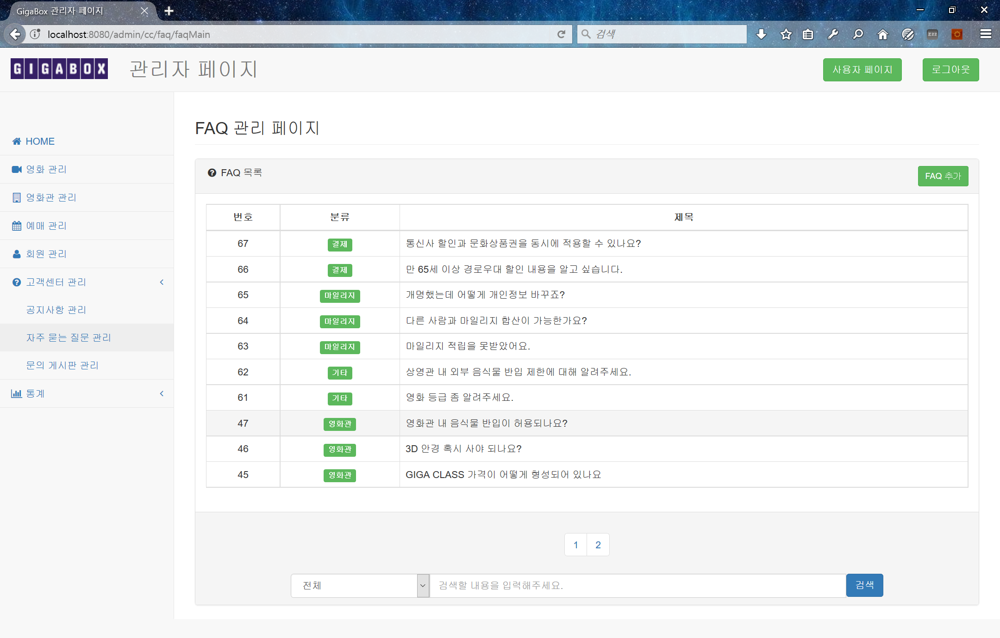 GigaBox 관리자 페이지
localhost:8080/admin/cc/faq/faqMain
검색
zzz
GIGABOX
관리자 페이지
사용자 페이지
로그아웃
HOME
영화 관리
영화관 관리
예매 관리
회원 관리
고객센터 관리
공지사항 관리
자주 묻는 질문 관리
문의 게시판 관리
통계
FAQ 관리 페이지
FAQ 목록
FAQ 추가
번호 분류 제목
67 결제 통신사 할인과 문화상품권을 동시에 적용할 수 있나요?
66 결제 만 65세 이상 경로우대 할인 내용을 알고 싶습니다.
65 마일리지 개명했는데 어떻게 개인정보 바꾸죠?
64 마일리지 다른 사람과 마일리지 합산이 가능한가요?
63 마일리지 마일리지 적립을 못받았어요.
62 기타 상영관 내 외부 음식물 반입 제한에 대해 알려주세요.
61 기타 영화 등급 좀 알려주세요.
47 영화관 영화관 내 음식물 반입이 허용되나요?
46 영화관 3D 안경 혹시 사야 되나요?
45 영화관 GIGA CLASS 가격이 어떻게 형성되어 있나요
1 2
전체
검색할 내용을 입력해주세요.
검색